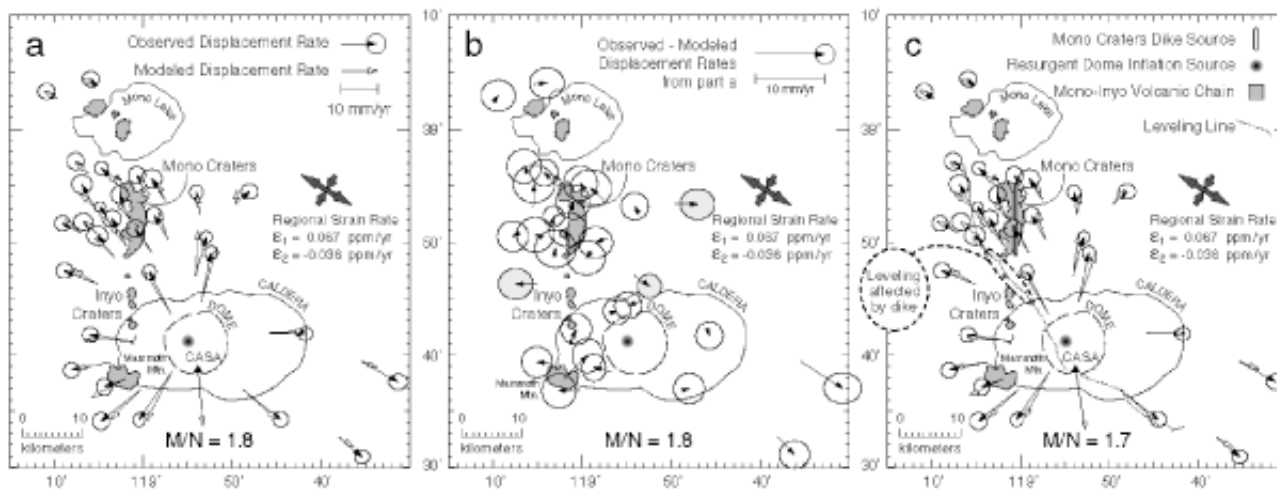 a
Observed Displacement Rate
Modeled Displacement Rate
10 mm/yr
Mono Lake
Mono Craters
Regional Strain Rate
ε1 = 0.067 ppm/yr
ε2 = -0.036 ppm/yr
Inyo
Craters
CALDERA
DOME
Mammoth
Mtn.
CASA
0 10
kilometers
M/N = 1.8
10' 119 50' 40'
b
Observed - Modeled
Displacement Rates
from part a
10 mm/yr
Mono Lake
Mono Craters
Regional Strain Rate
ε1 = 0.067 ppm/yr
ε2 = -0.036 ppm/yr
Inyo
Craters
CALDERA
DOME
Mammoth
Mtn.
0 10
kilometers
M/N = 1.8
10'
50'
40'
30'
10' 119 50' 40'
c
Mono Craters Dike Source
Resurgent Dome Inflation Source
Mono-Inyo Volcanic Chain
Leveling Line
Mono Lake
Mono Craters
Regional Strain Rate
ε1 = 0.067 ppm/yr
ε2 = -0.036 ppm/yr
Leveling
affected
by dike
Inyo
Craters
CALDERA
DOME
Mammoth
Mtn.
CASA
0 10
kilometers
M/N = 1.7
10'
50'
40'
30'
10' 119 50' 40'